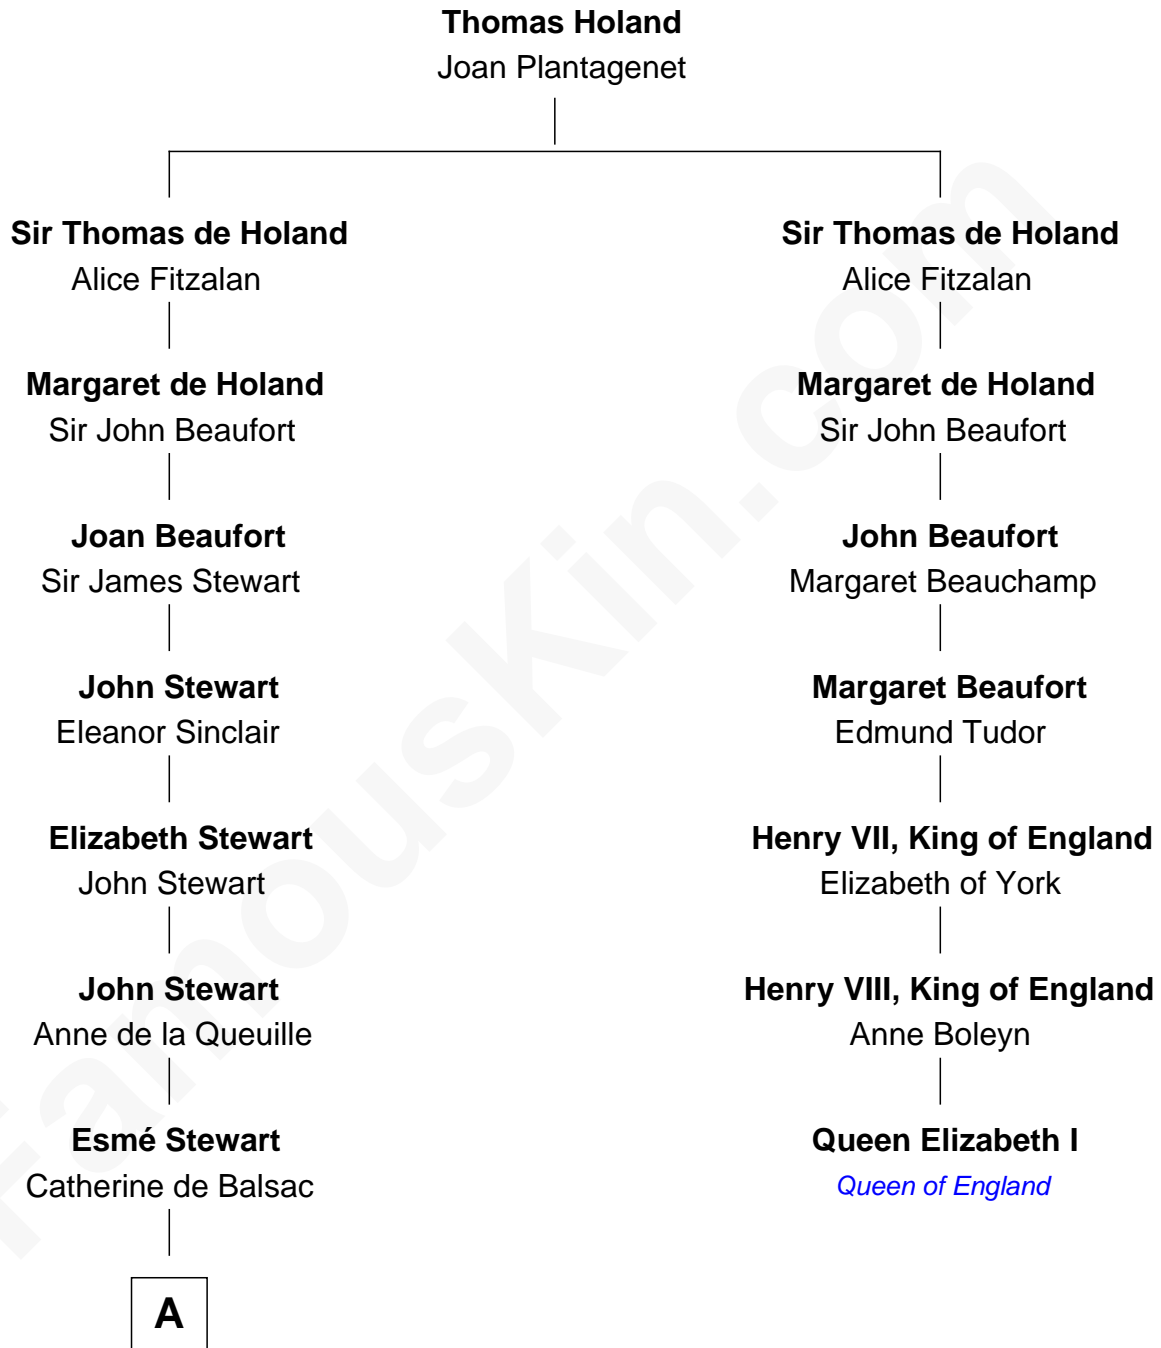 Thomas Holand
Joan Plantagenet
Sir Thomas de Holand
Alice Fitzalan
Sir Thomas de Holand
Alice Fitzalan
Margaret de Holand
Sir John Beaufort
Margaret de Holand
Sir John Beaufort
Joan Beaufort
Sir James Stewart
John Beaufort
Margaret Beauchamp
John Stewart
Eleanor Sinclair
Margaret Beaufort
Edmund Tudor
Elizabeth Stewart
John Stewart
Henry VII, King of England
Elizabeth of York
John Stewart
Anne de la Queuille
Henry VIII, King of England
Anne Boleyn
Esmé Stewart
Catherine de Balsac
Queen Elizabeth I
Queen of England
A
FamousKin.com